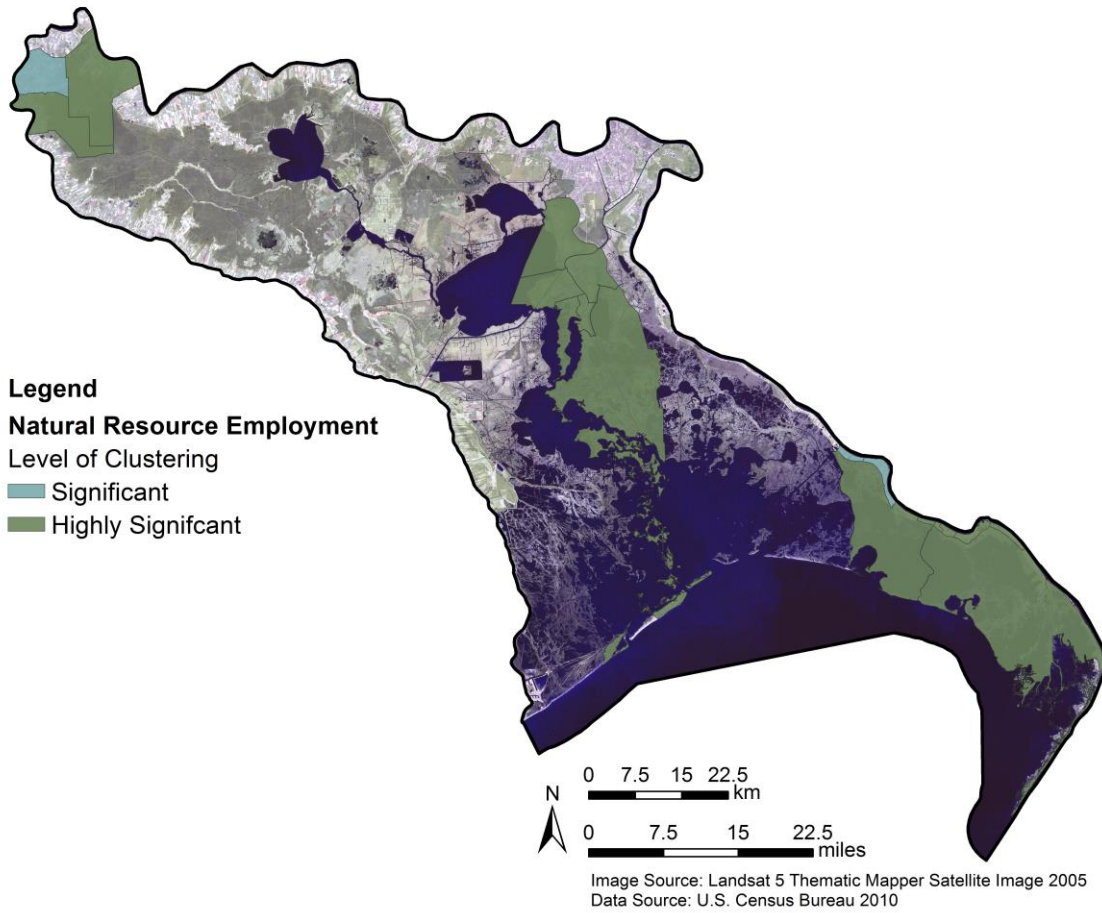 Legend
Natural Resource Employment
Level of Clustering
Significant
Highly Signifcant
N
0 7.5 15 22.5
km
0 7.5 15 22.5
miles
Image Source: Landsat 5 Thematic Mapper Satellite Image 2005
Data Source: U.S. Census Bureau 2010